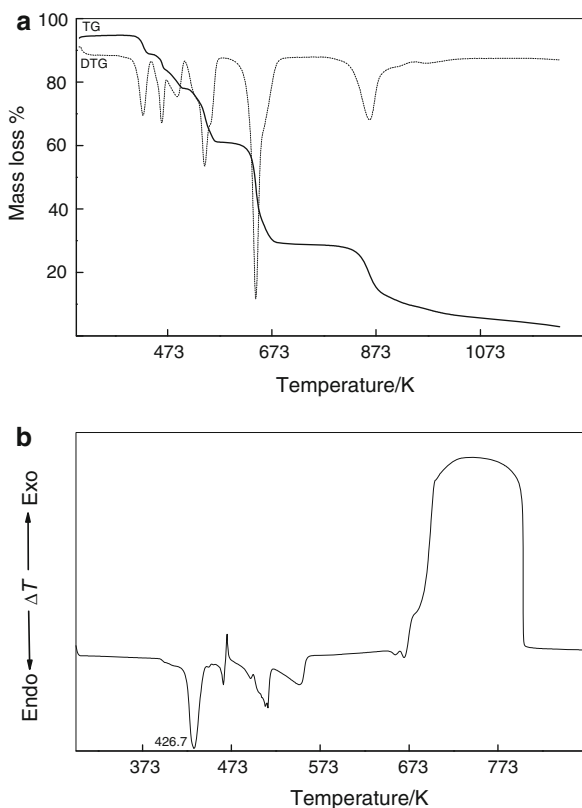 a
100
TG
DTG
80
60
40
20
Mass loss %
473
673
873
1073
Temperature/K
b
Endo ΔT Exo
426.7
373
473
573
673
773
Temperature/K